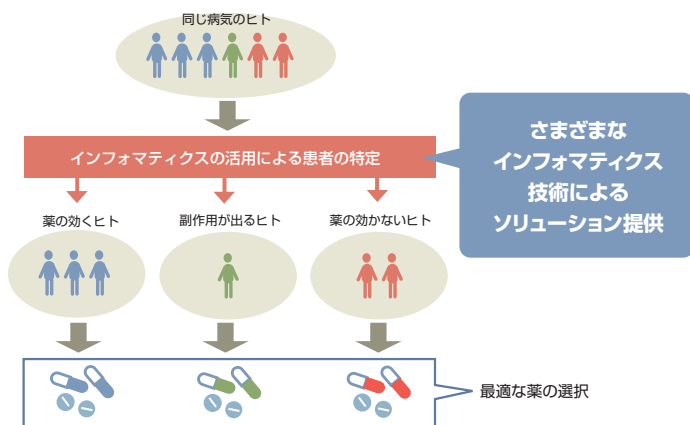 同じ病気のヒト
インフォマティクスの活用による患者の特定
さまざまな
インフォマティクス
技術による
ソリューション提供
薬の効くヒト
副作用が出るヒト
薬の効かないヒト
最適な薬の選択